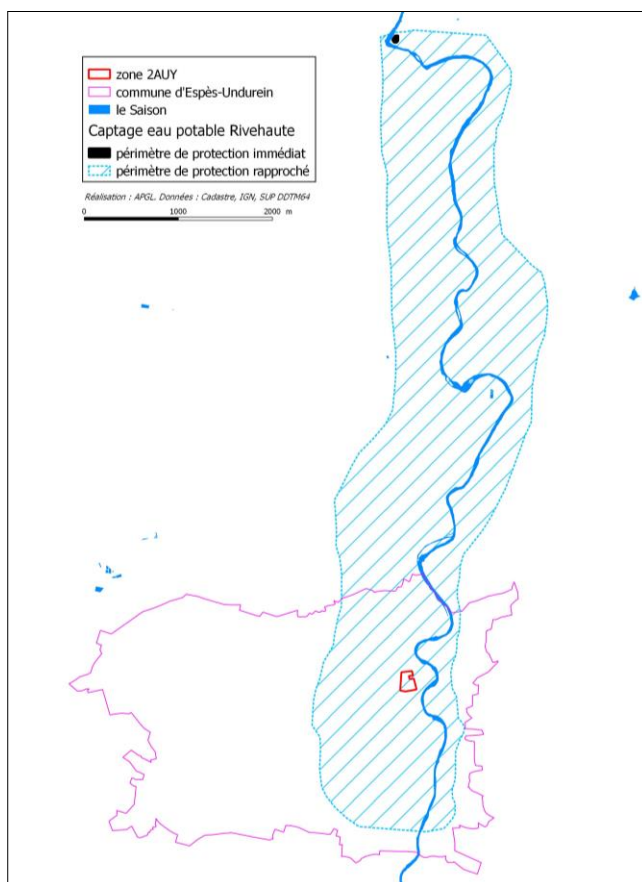 zone 2AUY
commune d'Espès-Undurein
le Saison
Captage eau potable Rivehaute
périmètre de protection immédiat
périmètre de protection rapproché
Réalisation : APGL. Données : Cadastre, IGN, SUP DDTM64
0 1000 2000 m